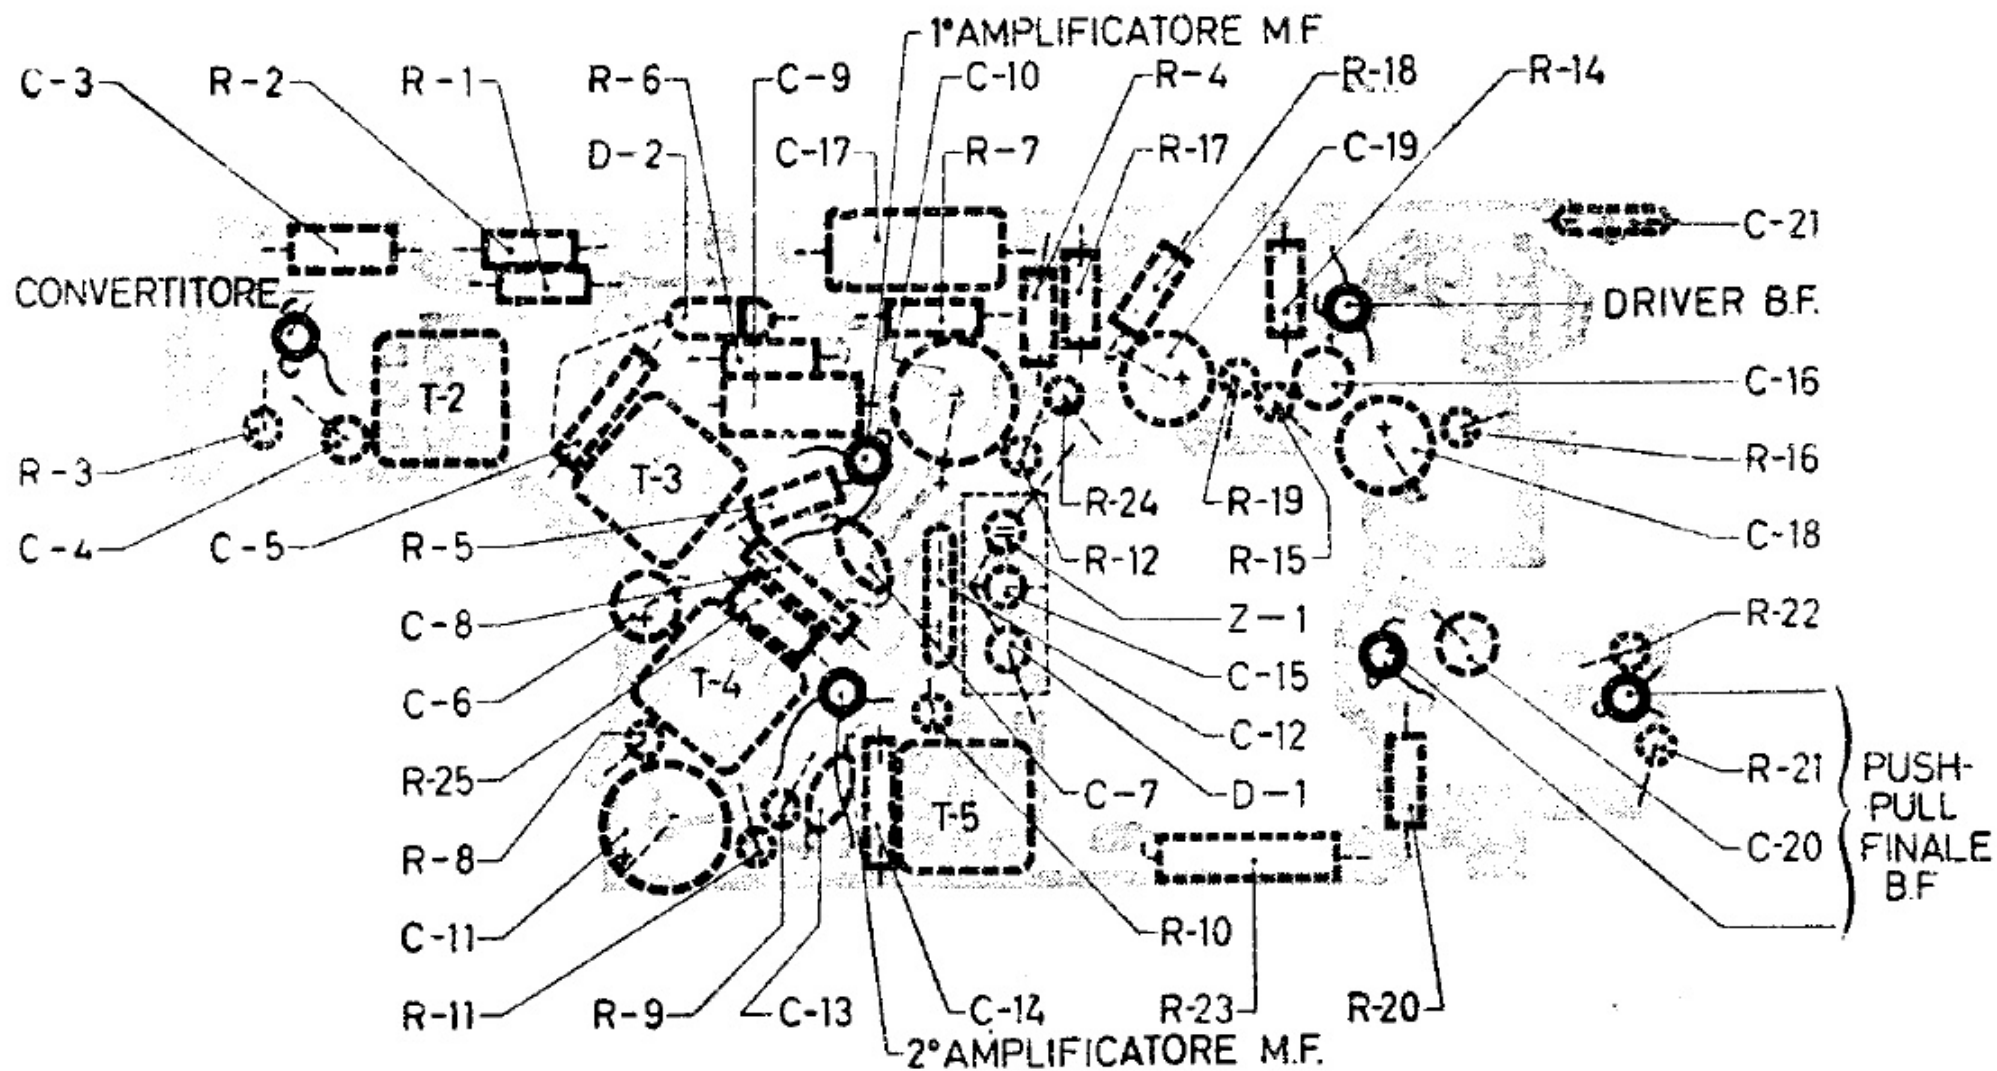 1° AMPLIFICATORE M.F.
C-3
R-2
R-1
R-6
C-9
C-10
R-4
R-18
R-14
D-2
C-17
R-7
R-17
C-19
C-21
CONVERTITORE
DRIVER B.F.
T-2
C-16
R-3
T-3
R-24
R-19
R-16
C-4
C-5
R-5
R-12
R-15
C-18
C-8
Z-1
R-22
C-6
T-4
C-15
C-12
R-25
C-7
D-1
R-21
PUSH-
PULL
FINALE
B.F
T-5
R-8
C-20
C-11
R-10
R-11
R-9
C-13
C-14
R-23
R-20
2° AMPLIFICATORE M.F.